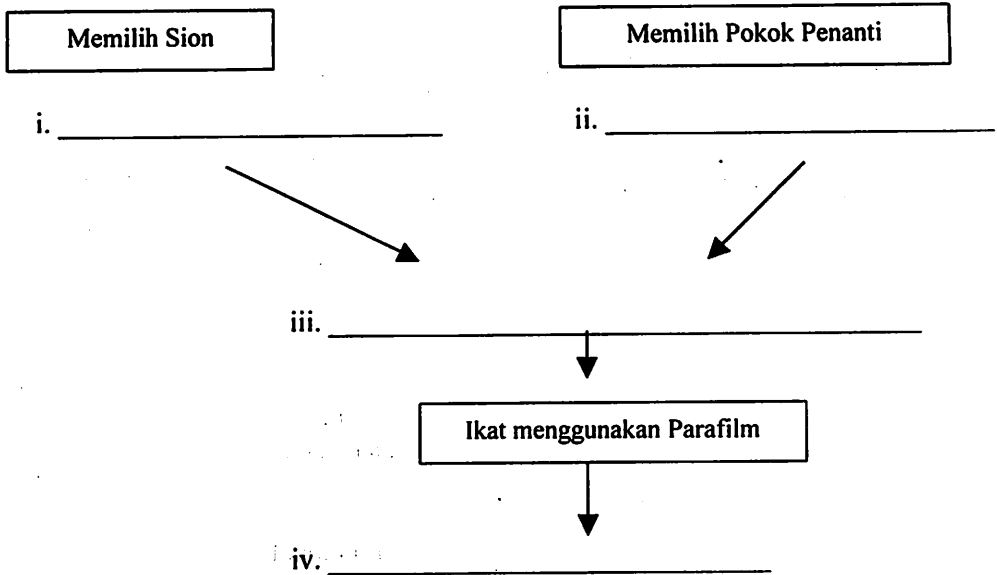 Memilih Sion
Memilih Pokok Penanti
i.
ii.
iii.
Ikat menggunakan Parafilm
iv.